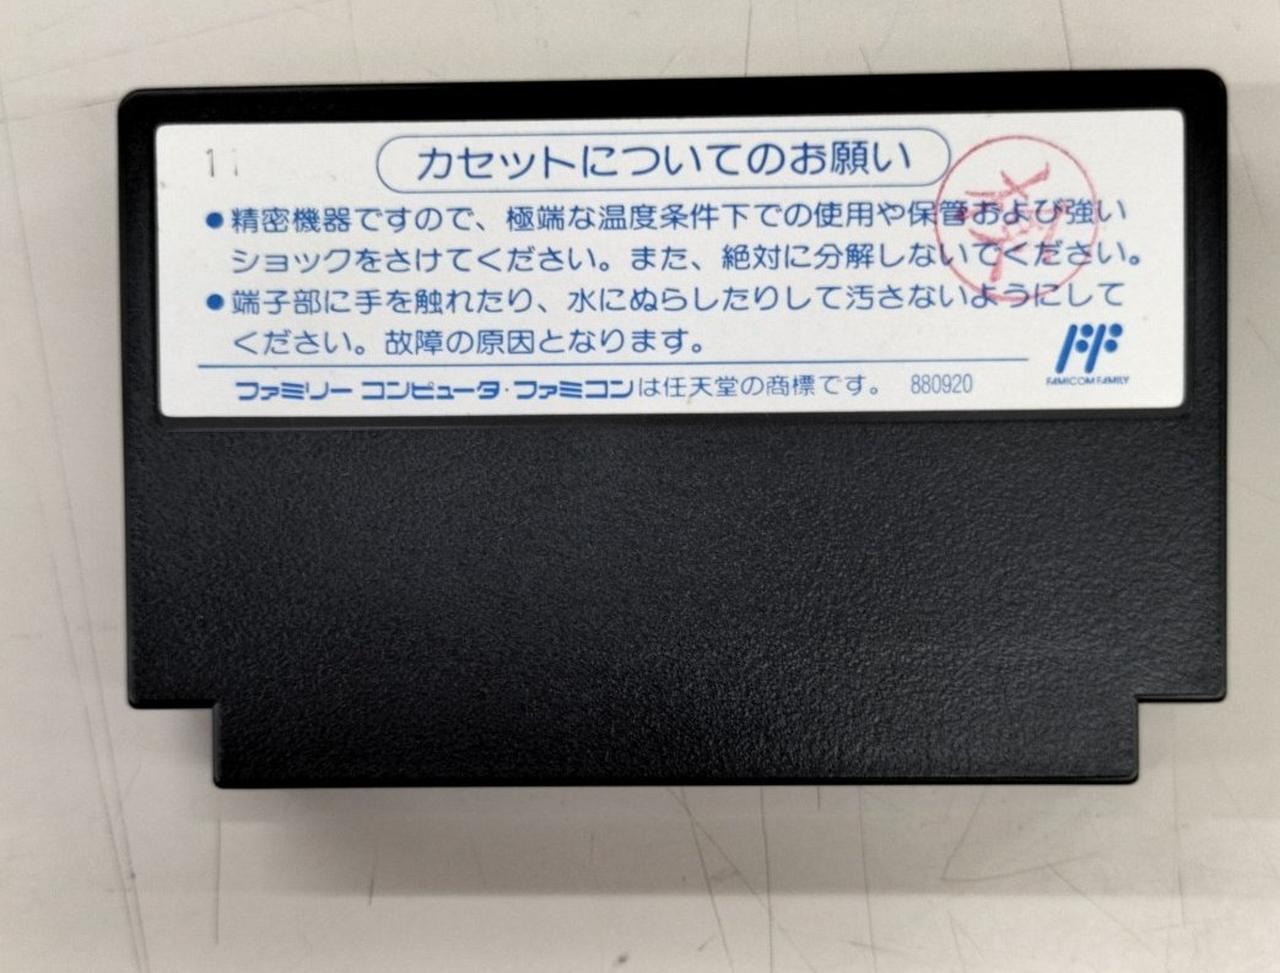 11
カセットについてのお願い
●精密機器ですので、極端な温度条件下での使用や保管および強い
ショックをさけてください。また、絶対に分解しないでください。
●端子部に手を触れたり、水にぬらしたりして汚さないようにして
ください。故障の原因となります。
FAMICOM FAMILY
ファミリー コンピュータ・ファミコンは任天堂の商標です。 880920